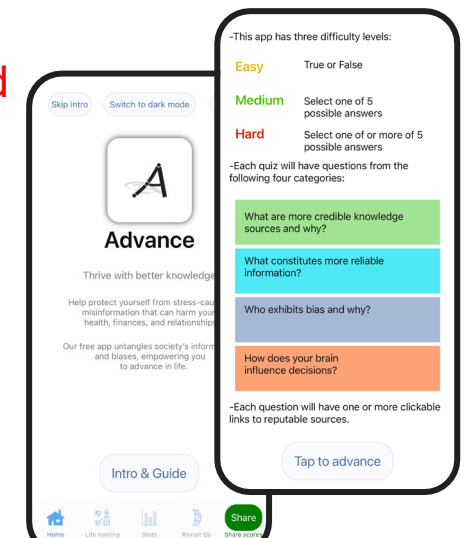 Skip intro
Switch to dark mode
A
Advance
Thrive with better knowledge
Help protect yourself from
misinformation that can harm your
health, finances, and relationships
Our free app untangles society's
and biases, empowering you
to advance in life.
Intro & Guide
Home
Life training
Stats
Revisit Qs
Share
Share scores
-This app has three difficulty levels:
Easy True or False
Medium Select one of 5
possible answers
Hard Select one of or more of 5
possible answers
-Each quiz will have questions from the
following four categories:
What are more credible knowledge
sources and why?
What constitutes more reliable
information?
Who exhibits bias and why?
How does your brain
influence decisions?
-Each question will have one or more clickable
links to reputable sources.
Tap to advance